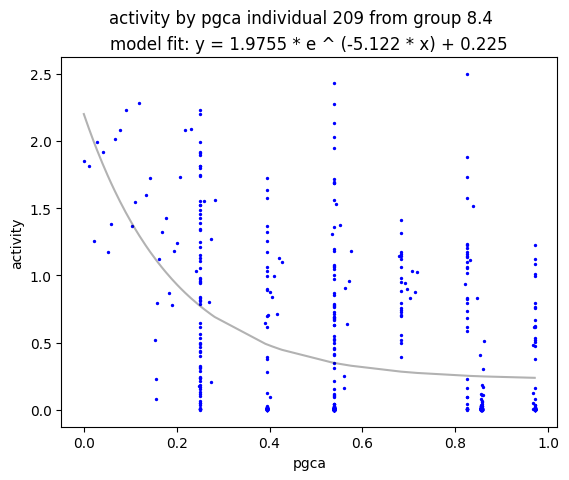 activity by pgca individual 209 from group 8.4
model fit: y = 1.9755 * e ^ (-5.122 * x) + 0.225
2.5
2.0
1.5
1.0
0.5
0.0
activity
0.0 0.2 0.4 0.6 0.8 1.0
pgca